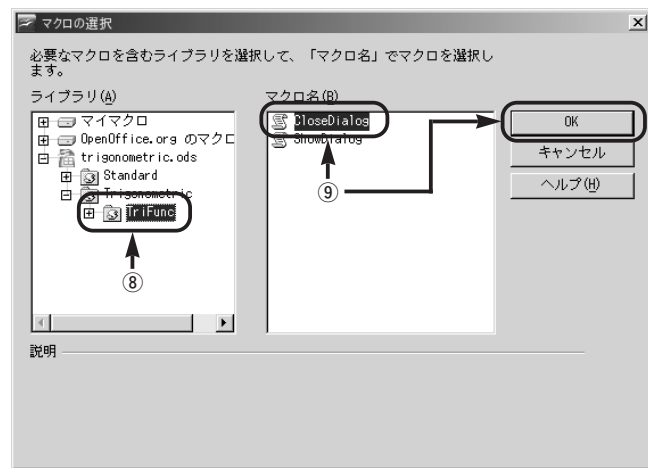 マクロの選択
必要なマクロを含むライブラリを選択して、「マクロ名」でマクロを選択し
ます。
ライブラリ(A)
マクロ名(B)
マイマクロ
OpenOffice.org のマクロ
trigonometric.ods
Standard
Trigonometric
TriFunc
CloseDialog
ShowDialog
OK
キャンセル
ヘルプ(H)
⑧
⑨
説明